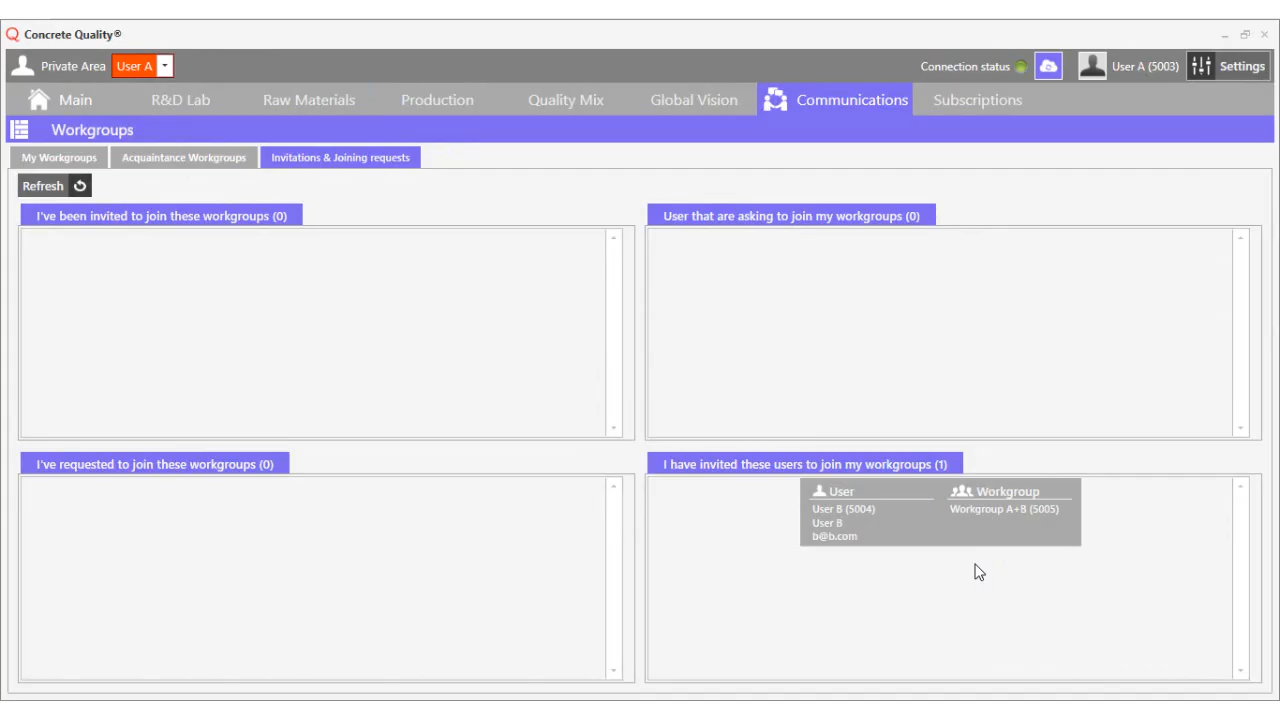 Concrete Quality®
Private Area User A Connection status User A (5003) Settings
Main R&D Lab Raw Materials Production Quality Mix Global Vision Communications Subscriptions
Workgroups
My Workgroups Acquaintance Workgroups Invitations & Joining requests
Refresh
I've been invited to join these workgroups (0)
User that are asking to join my workgroups (0)
I've requested to join these workgroups (0)
I have invited these users to join my workgroups (1)
User Workgroup
User B (5004) Workgroup A+B (5005)
User B
b@b.com